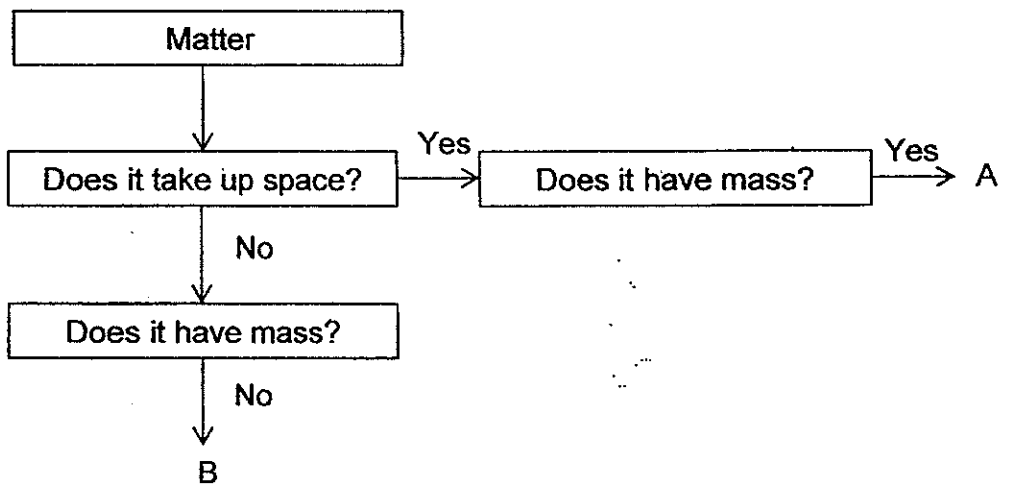 Matter
Does it take up space?
Yes
Does it have mass?
Yes
A
No
Does it have mass?
No
B